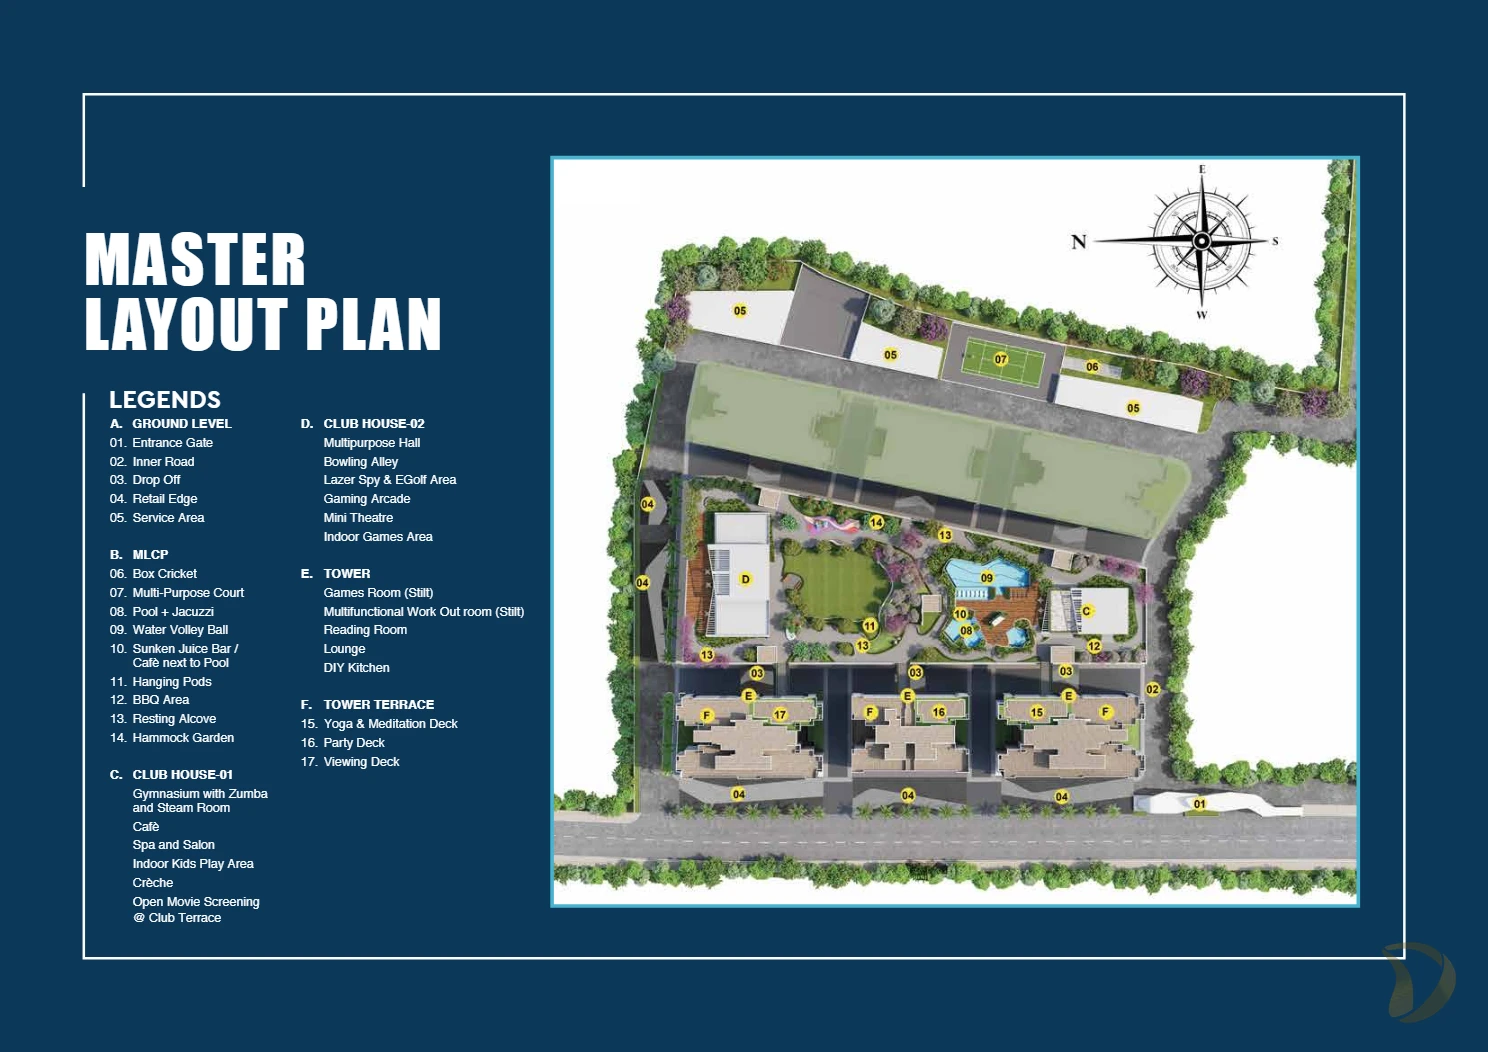 MASTER
LAYOUT PLAN
LEGENDS
A. GROUND LEVEL
01. Entrance Gate
02. Inner Road
03. Drop Off
04. Retail Edge
05. Service Area
B. MLCP
06. Box Cricket
07. Multi-Purpose Court
08. Pool + Jacuzzi
09. Water Volley Ball
10. Sunken Juice Bar /
Cafè next to Pool
11. Hanging Pods
12. BBQ Area
13. Resting Alcove
14. Hammock Garden
C. CLUB HOUSE-01
Gymnasium with Zumba
and Steam Room
Cafè
Spa and Salon
Indoor Kids Play Area
Crèche
Open Movie Screening
@ Club Terrace
D. CLUB HOUSE-02
Multipurpose Hall
Bowling Alley
Lazer Spy & EGolf Area
Gaming Arcade
Mini Theatre
Indoor Games Area
E. TOWER
Games Room (Stilt)
Multifunctional Work Out room (Stilt)
Reading Room
Lounge
DIY Kitchen
F. TOWER TERRACE
15. Yoga & Meditation Deck
16. Party Deck
17. Viewing Deck
E
N
S
W
05
05
07
06
05
04
14
13
04
D
09
10
08
C
11
13
13
12
03
03
03
02
E
E
E
F
17
F
16
15
F
04
04
04
01